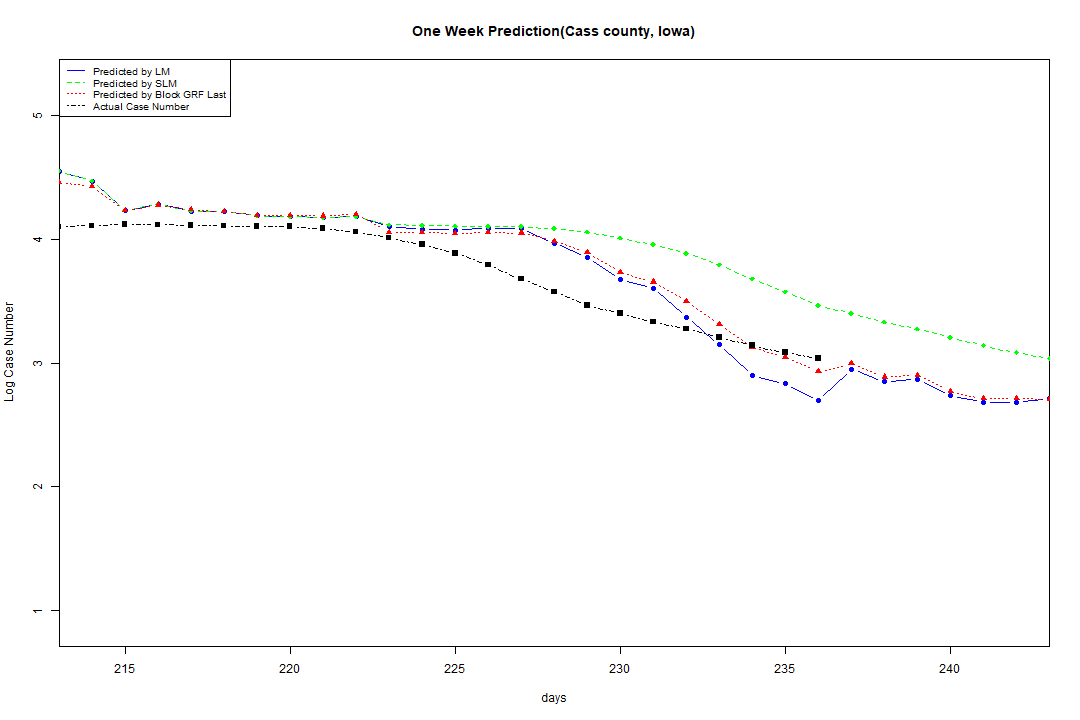 One Week Prediction(Cass county, Iowa)
Predicted by LM
Predicted by SLM
Predicted by Block GRF Last
Actual Case Number
5
4
3
2
1
Log Case Number
215 220 225 230 235 240
days